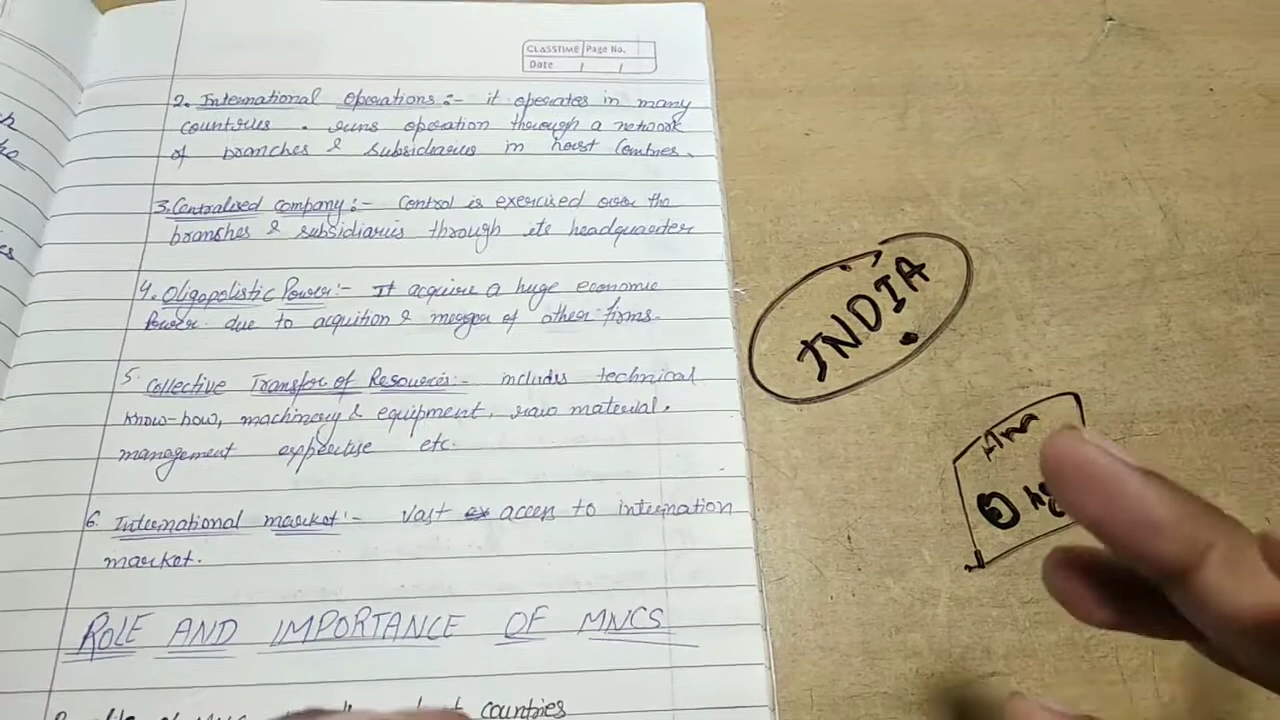 CLASSTIME Page No.
Date / /
2. International operations :- it operates in many
countries . runs operation through a network
of branches & subsidiaries in host Contries.
3. Centralised company :- Control is exercised over the
branches & subsidiaries through its headquarter
4. Oligopolistic Power :- It acquire a huge economic
Power due to acquition & merger of other firms.
5. Collective Transfer of Resources :- includes technical
know-how, machinery & equipment, raw material,
management expertise etc.
6. International market :- Vast access to internation
market.
ROLE AND IMPORTANCE OF MNCS
countries
INDIA